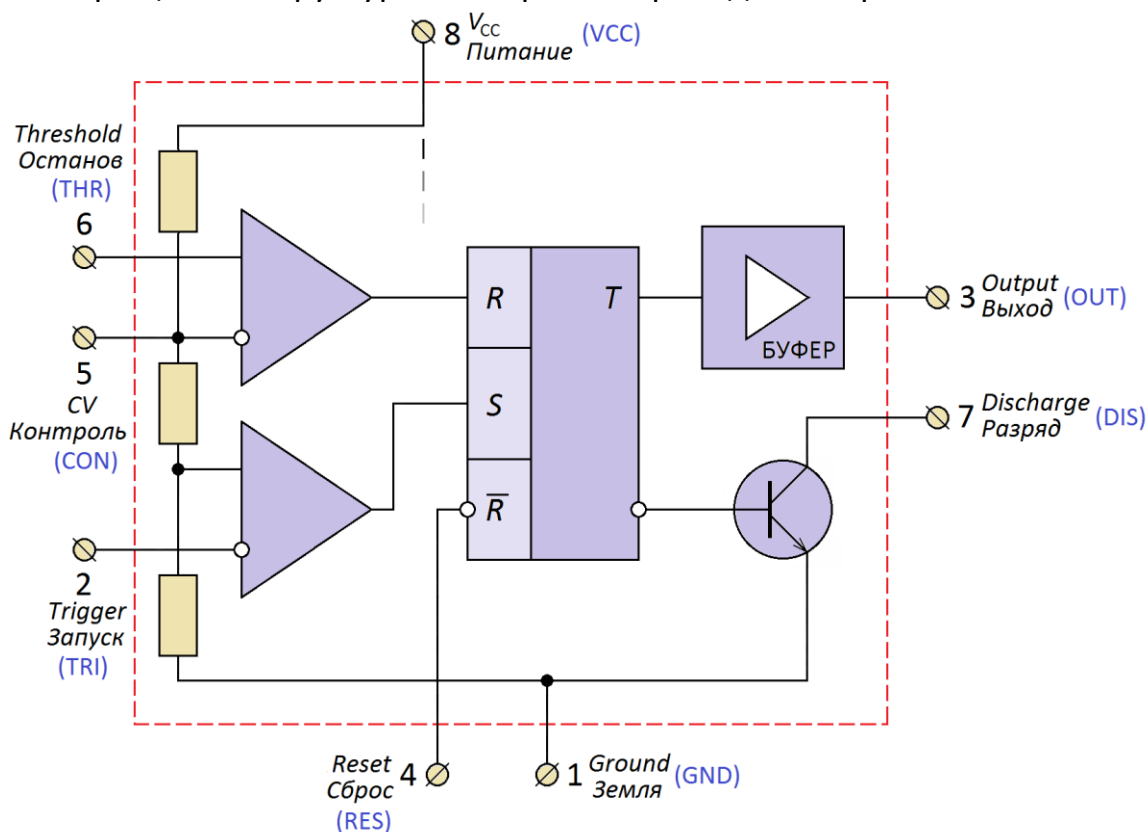 8 VCC (VCC)
Питание
Threshold
Останов
(THR)
6
5
CV
Контроль
(CON)
2
Trigger
Запуск
(TRI)
R
S
R̅
T
БУФЕР
3 Output (OUT)
Выход
7 Discharge (DIS)
Разряд
Reset 4
Сброс
(RES)
1 Ground (GND)
Земля